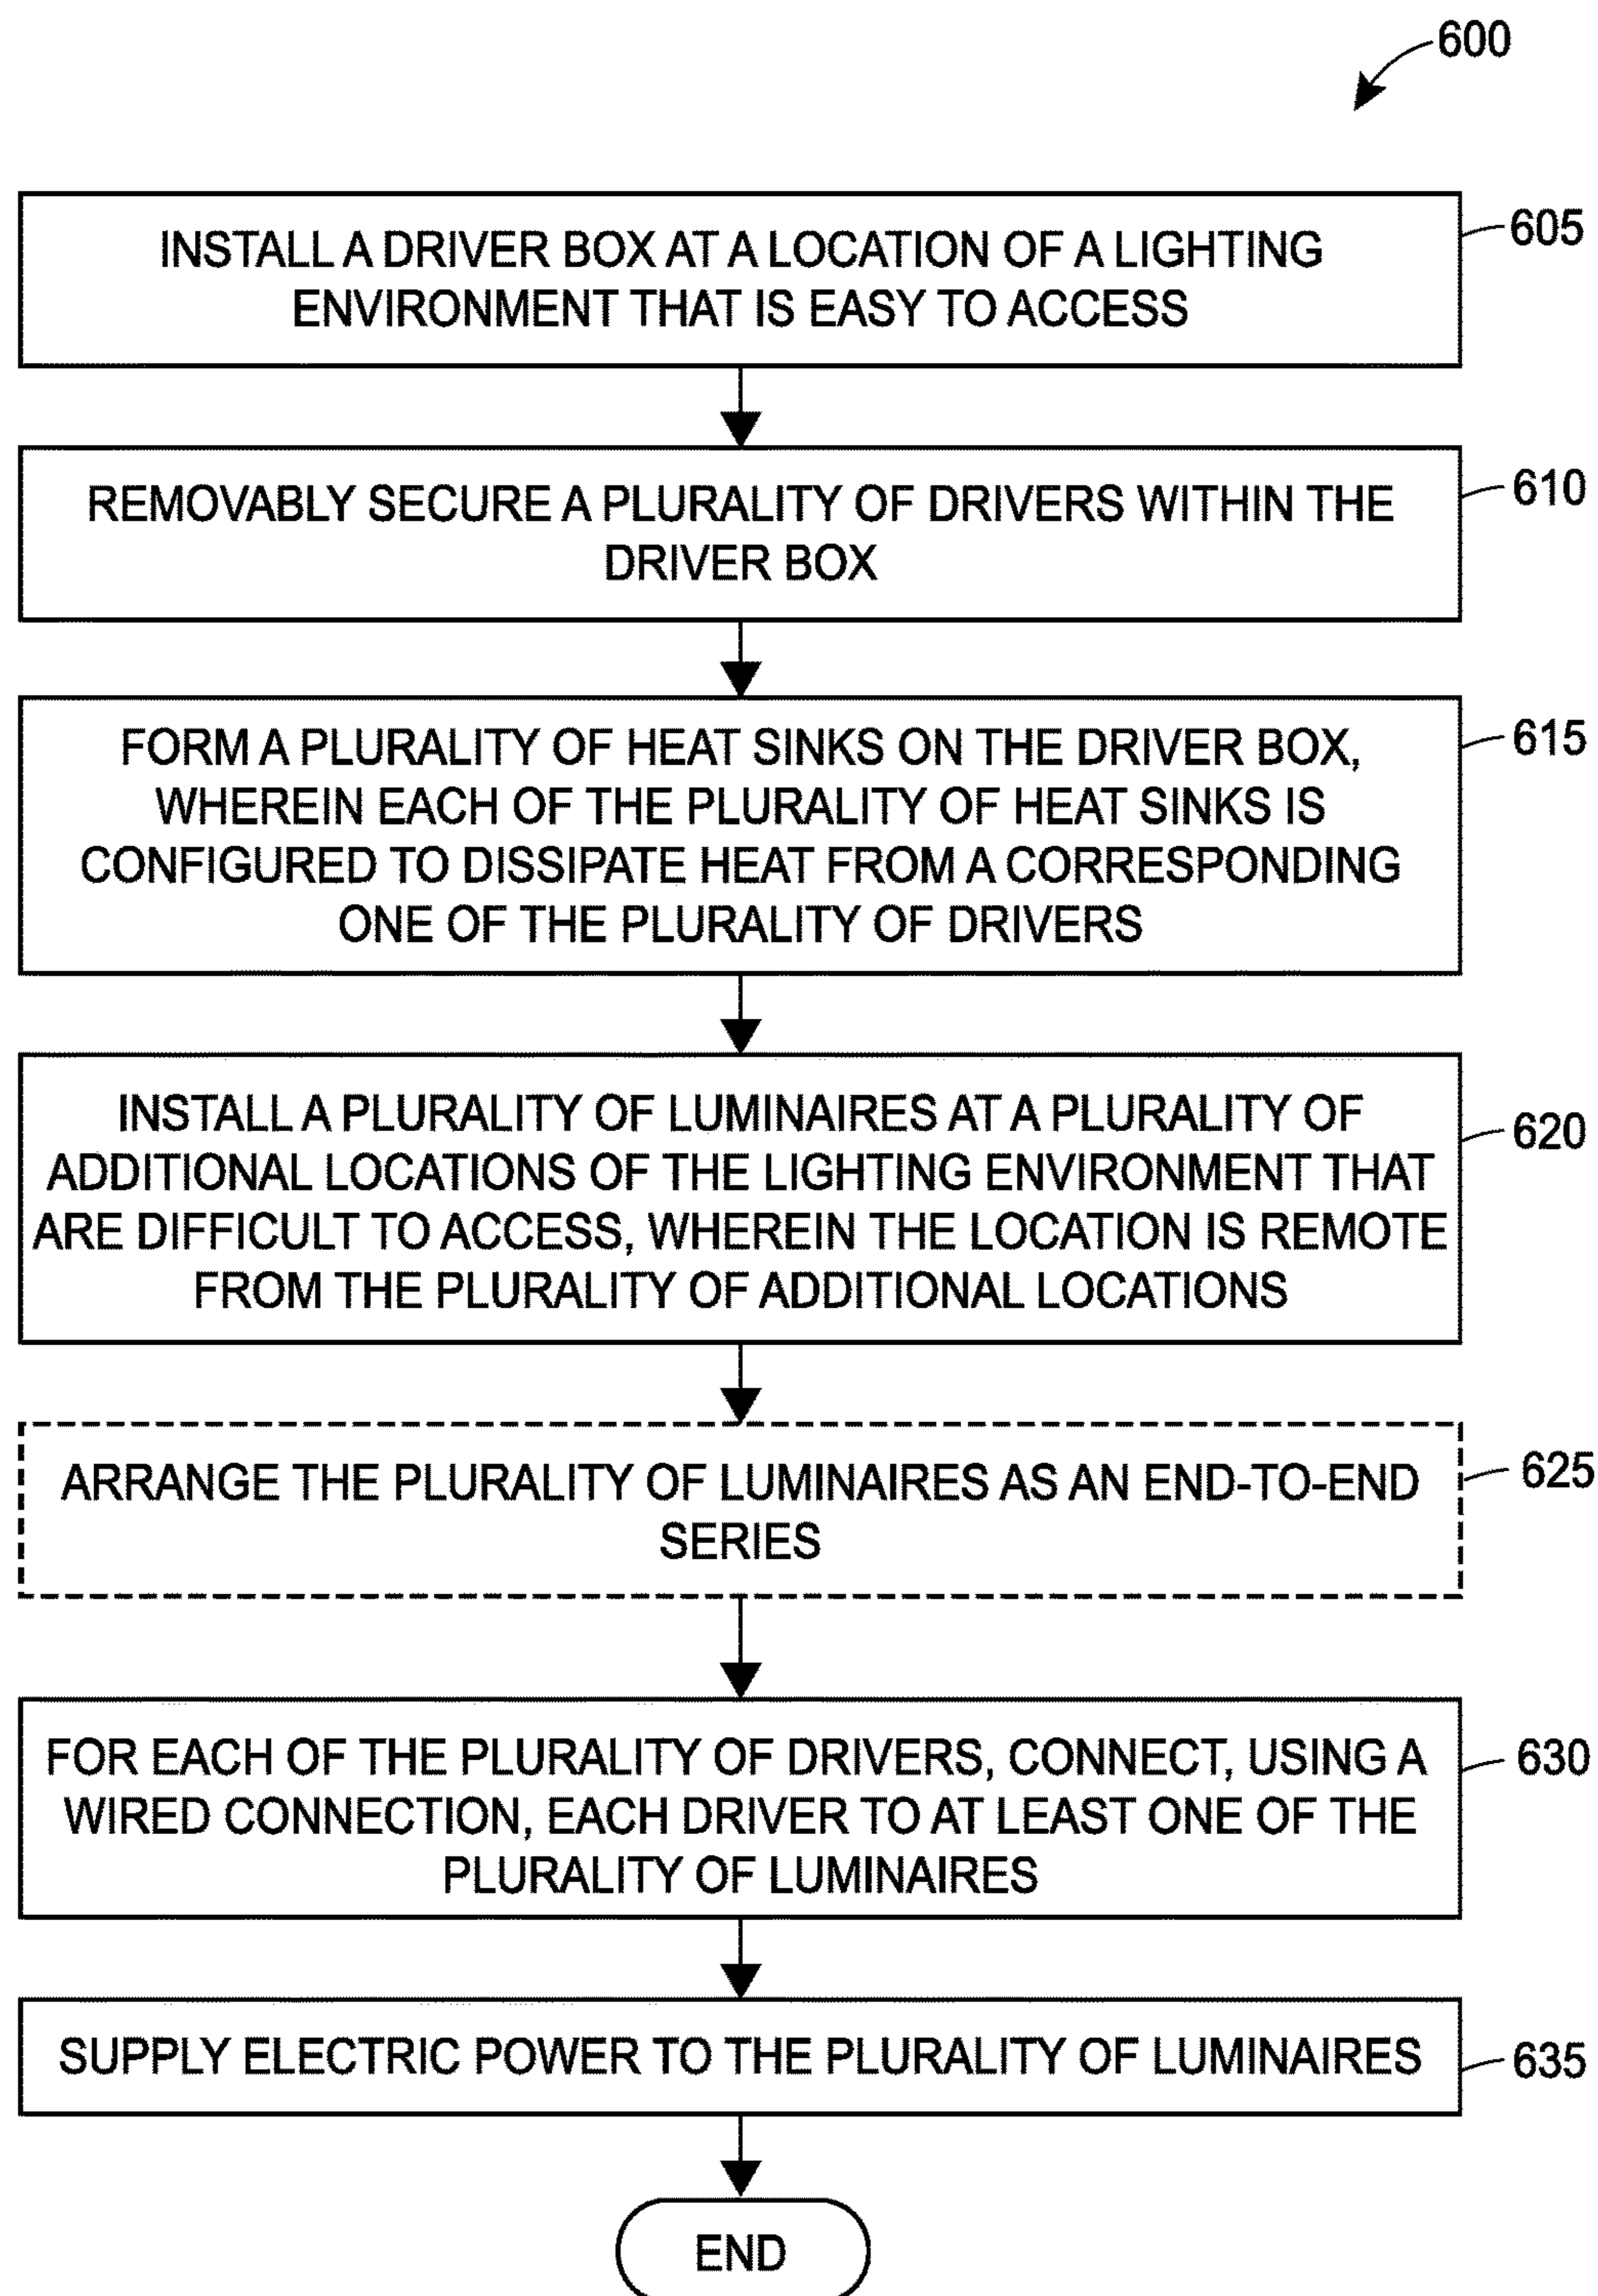 600
INSTALL A DRIVER BOX AT A LOCATION OF A LIGHTING
ENVIRONMENT THAT IS EASY TO ACCESS
605
REMOVABLY SECURE A PLURALITY OF DRIVERS WITHIN THE
DRIVER BOX
610
FORM A PLURALITY OF HEAT SINKS ON THE DRIVER BOX,
WHEREIN EACH OF THE PLURALITY OF HEAT SINKS IS
CONFIGURED TO DISSIPATE HEAT FROM A CORRESPONDING
ONE OF THE PLURALITY OF DRIVERS
615
INSTALL A PLURALITY OF LUMINAIRES AT A PLURALITY OF
ADDITIONAL LOCATIONS OF THE LIGHTING ENVIRONMENT THAT
ARE DIFFICULT TO ACCESS, WHEREIN THE LOCATION IS REMOTE
FROM THE PLURALITY OF ADDITIONAL LOCATIONS
620
ARRANGE THE PLURALITY OF LUMINAIRES AS AN END-TO-END
SERIES
625
FOR EACH OF THE PLURALITY OF DRIVERS, CONNECT, USING A
WIRED CONNECTION, EACH DRIVER TO AT LEAST ONE OF THE
PLURALITY OF LUMINAIRES
630
SUPPLY ELECTRIC POWER TO THE PLURALITY OF LUMINAIRES
635
END